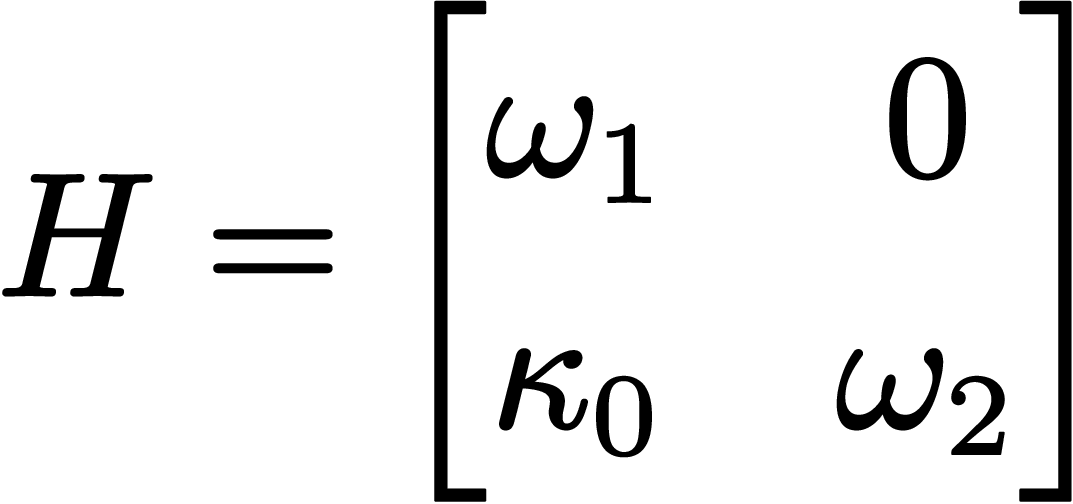 H = [ ω₁ 0
κ₀ ω₂ ]